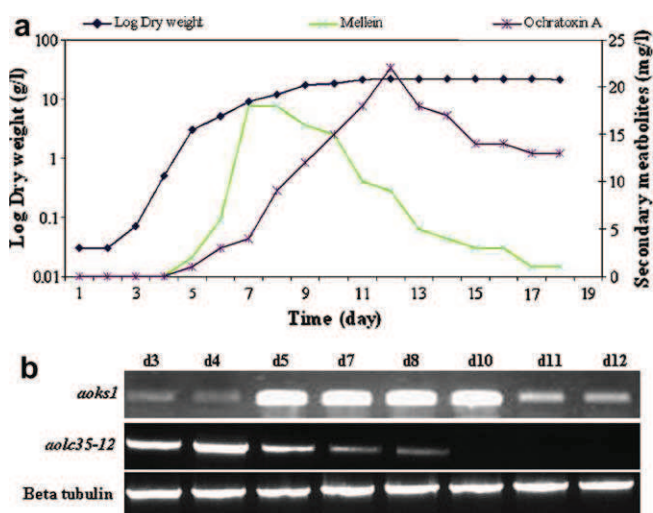 a
Log Dry weight Mellein Ochratoxin A
Log Dry weight (g/l)
100
10
1
0.1
0.01
25
20
15
10
5
0
Secondary meatbolites (mg/l)
1 3 5 7 9 11 13 15 17 19
Time (day)
b
d3 d4 d5 d7 d8 d10 d11 d12
aoks1
aolc35-12
Beta tubulin